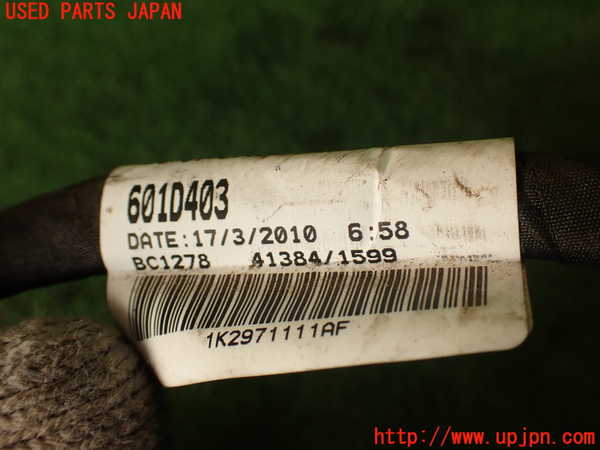 USED PARTS JAPAN
601D403
DATE:17/3/2010 6:58
BC1278 41384/1599
1K2971111AF
http://www.upjpn.com/